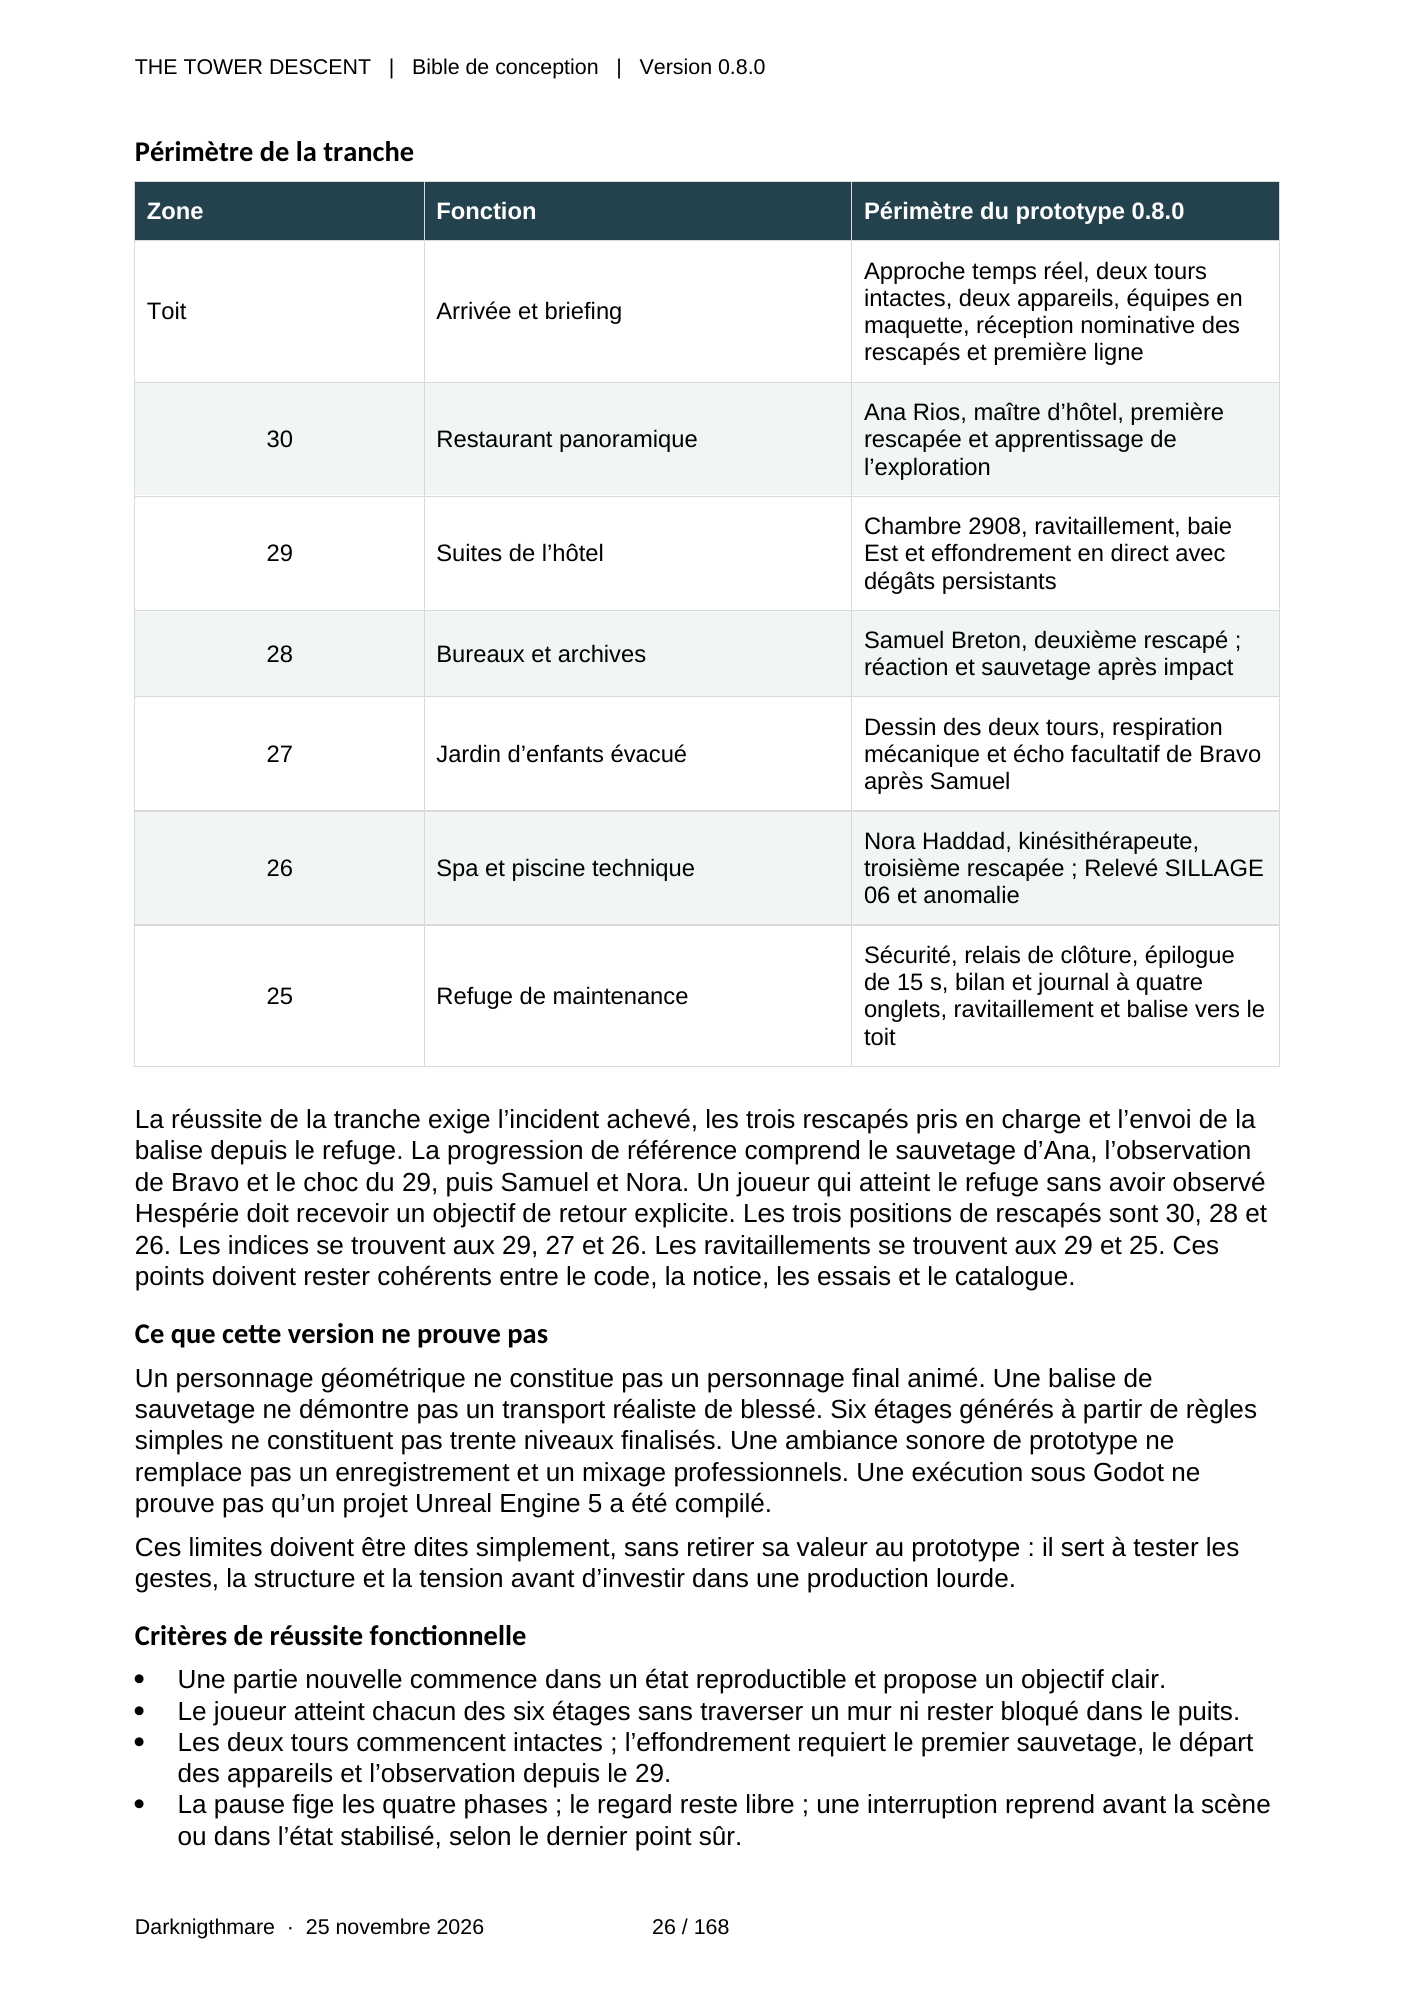 THE TOWER DESCENT | Bible de conception | Version 0.8.0
Périmètre de la tranche
Zone
Fonction
Périmètre du prototype 0.8.0
Toit
Arrivée et briefing
Approche temps réel, deux tours
intactes, deux appareils, équipes en
maquette, réception nominative des
rescapés et première ligne
30
Restaurant panoramique
Ana Rios, maître d’hôtel, première
rescapée et apprentissage de
l’exploration
29
Suites de l’hôtel
Chambre 2908, ravitaillement, baie
Est et effondrement en direct avec
dégâts persistants
28
Bureaux et archives
Samuel Breton, deuxième rescapé ;
réaction et sauvetage après impact
27
Jardin d’enfants évacué
Dessin des deux tours, respiration
mécanique et écho facultatif de Bravo
après Samuel
26
Spa et piscine technique
Nora Haddad, kinésithérapeute,
troisième rescapée ; Relevé SILLAGE
06 et anomalie
25
Refuge de maintenance
Sécurité, relais de clôture, épilogue
de 15 s, bilan et journal à quatre
onglets, ravitaillement et balise vers le
toit
La réussite de la tranche exige l’incident achevé, les trois rescapés pris en charge et l’envoi de la
balise depuis le refuge. La progression de référence comprend le sauvetage d’Ana, l’observation
de Bravo et le choc du 29, puis Samuel et Nora. Un joueur qui atteint le refuge sans avoir observé
Hespérie doit recevoir un objectif de retour explicite. Les trois positions de rescapés sont 30, 28 et
26. Les indices se trouvent aux 29, 27 et 26. Les ravitaillements se trouvent aux 29 et 25. Ces
points doivent rester cohérents entre le code, la notice, les essais et le catalogue.
Ce que cette version ne prouve pas
Un personnage géométrique ne constitue pas un personnage final animé. Une balise de
sauvetage ne démontre pas un transport réaliste de blessé. Six étages générés à partir de règles
simples ne constituent pas trente niveaux finalisés. Une ambiance sonore de prototype ne
remplace pas un enregistrement et un mixage professionnels. Une exécution sous Godot ne
prouve pas qu’un projet Unreal Engine 5 a été compilé.
Ces limites doivent être dites simplement, sans retirer sa valeur au prototype : il sert à tester les
gestes, la structure et la tension avant d’investir dans une production lourde.
Critères de réussite fonctionnelle
• Une partie nouvelle commence dans un état reproductible et propose un objectif clair.
• Le joueur atteint chacun des six étages sans traverser un mur ni rester bloqué dans le puits.
• Les deux tours commencent intactes ; l’effondrement requiert le premier sauvetage, le départ
des appareils et l’observation depuis le 29.
• La pause fige les quatre phases ; le regard reste libre ; une interruption reprend avant la scène
ou dans l’état stabilisé, selon le dernier point sûr.
Darknigthmare · 25 novembre 2026 26 / 168